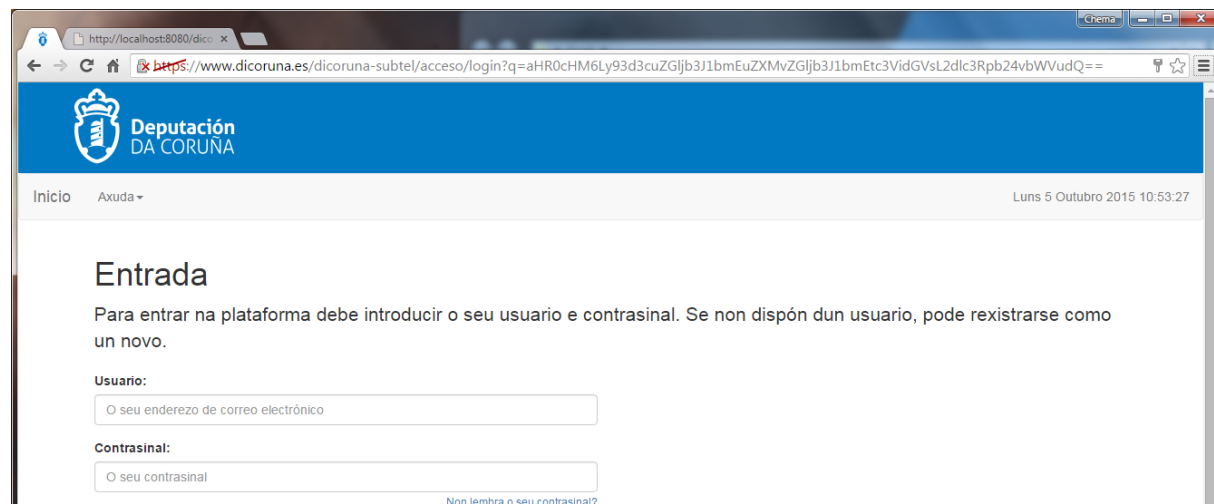 Chema
http://localhost:8080/dico
https://www.dicoruna.es/dicoruna-subtel/acceso/login?q=aHR0cHM6Ly93d3cuZGljb3J1bmEuZXMvZGljb3J1bmEtc3VidGVsL2dlc3Rpb24vbWVudQ==
Deputación
DA CORUÑA
Inicio Axuda Luns 5 Outubro 2015 10:53:27
Entrada
Para entrar na plataforma debe introducir o seu usuario e contrasinal. Se non dispón dun usuario, pode rexistrarse como
un novo.
Usuario:
O seu enderezo de correo electrónico
Contrasinal:
O seu contrasinal
Non lembra o seu contrasinal?